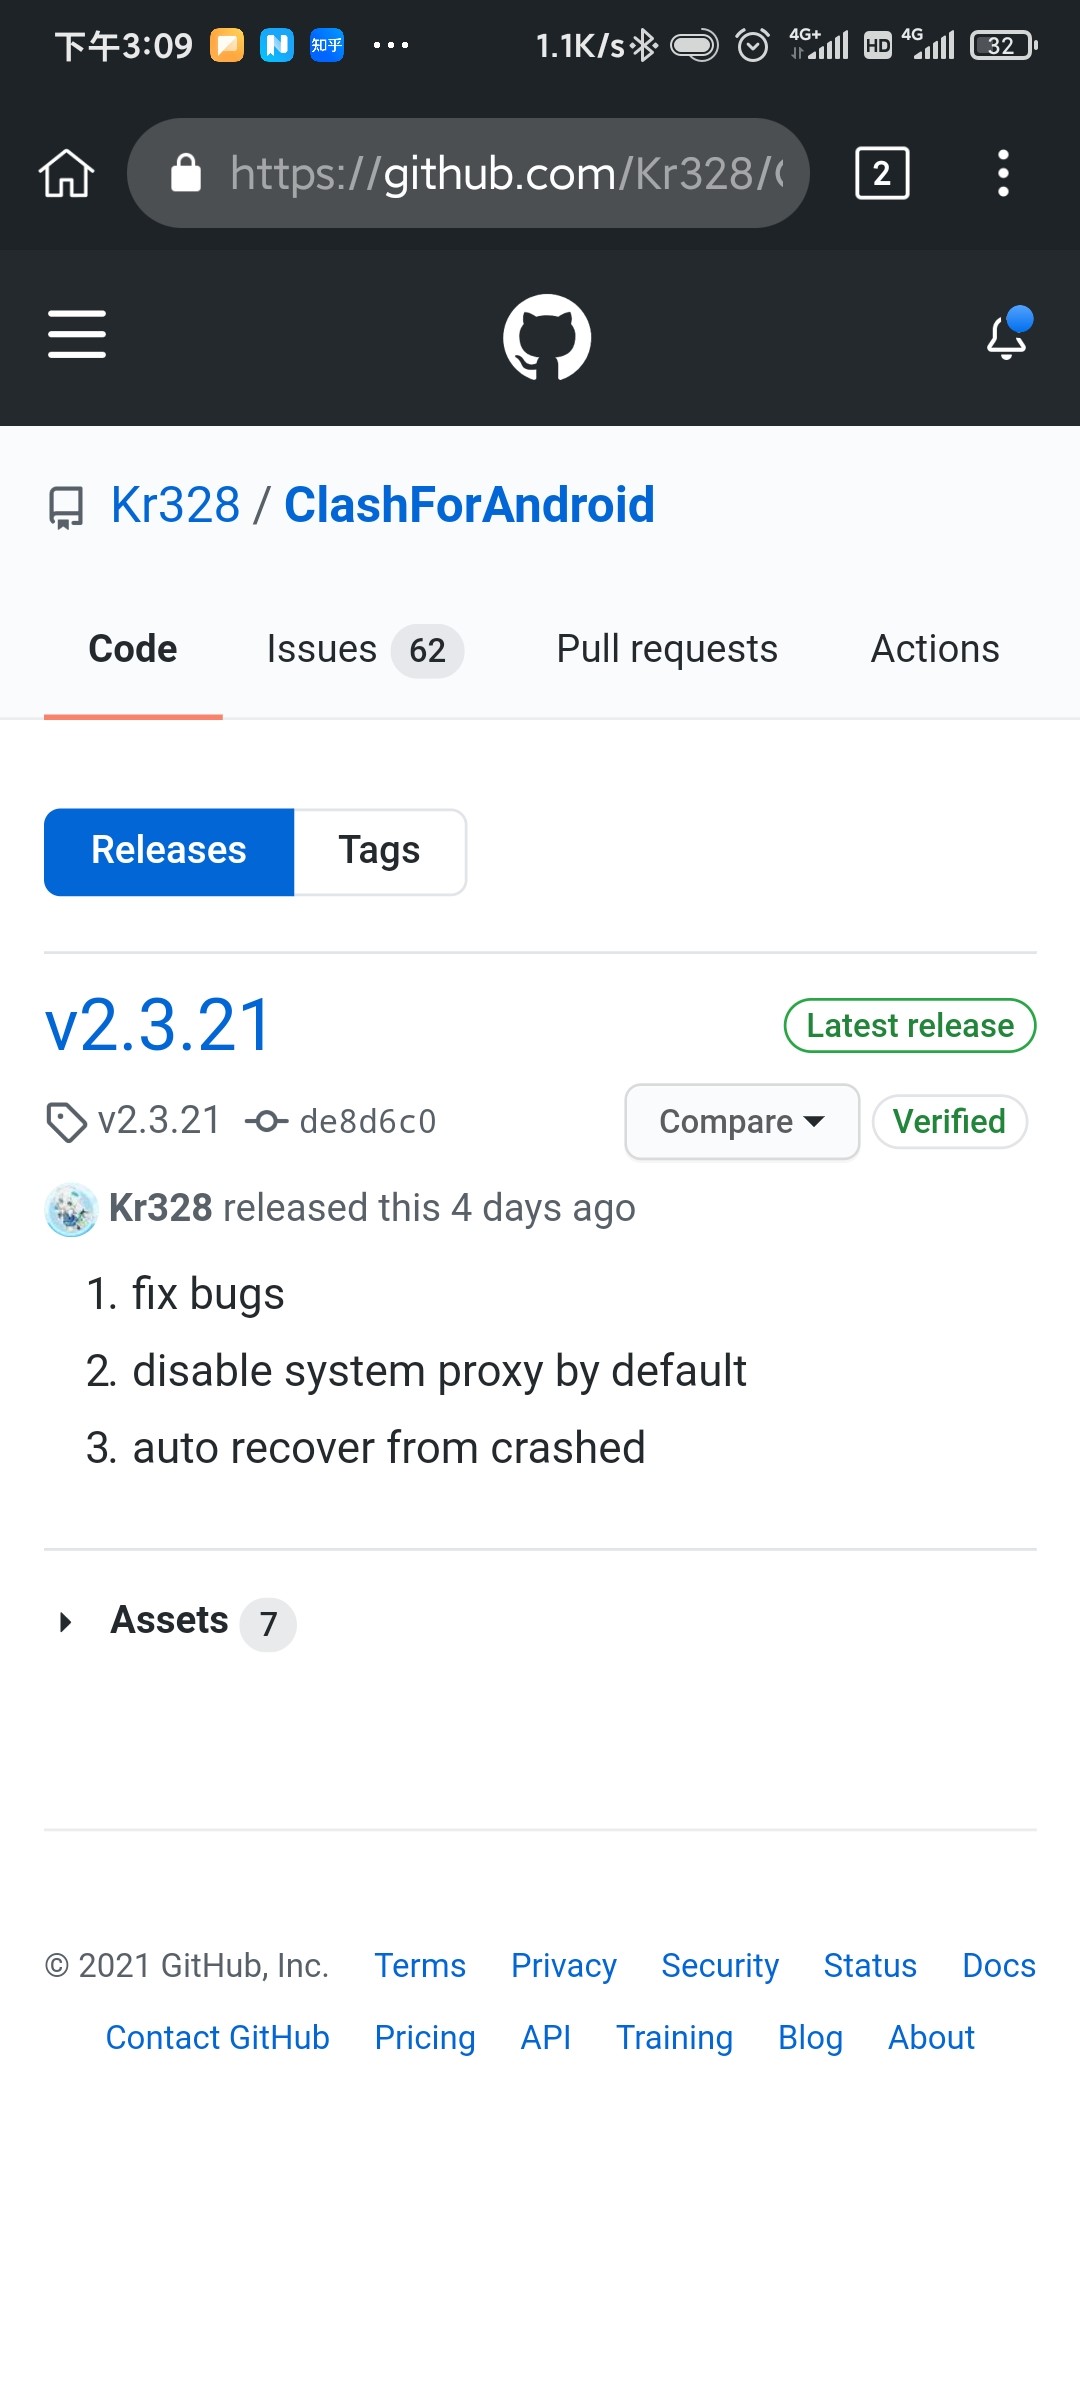 下午3:09 知乎 ... 1.1K/s 4G+ HD 4G 32
https://github.com/Kr328/ 2
Kr328 / ClashForAndroid
Code Issues 62 Pull requests Actions
Releases Tags
v2.3.21 Latest release
v2.3.21 de8d6c0 Compare Verified
Kr328 released this 4 days ago
1. fix bugs
2. disable system proxy by default
3. auto recover from crashed
Assets 7
© 2021 GitHub, Inc. Terms Privacy Security Status Docs
Contact GitHub Pricing API Training Blog About